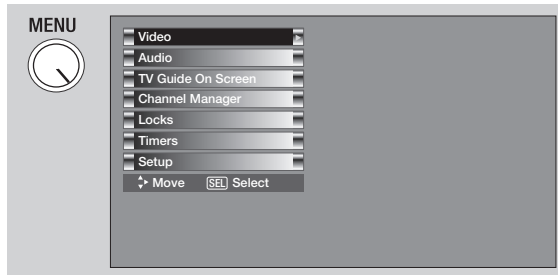 MENU
Video
Audio
TV Guide On Screen
Channel Manager
Locks
Timers
Setup
Move SEL Select